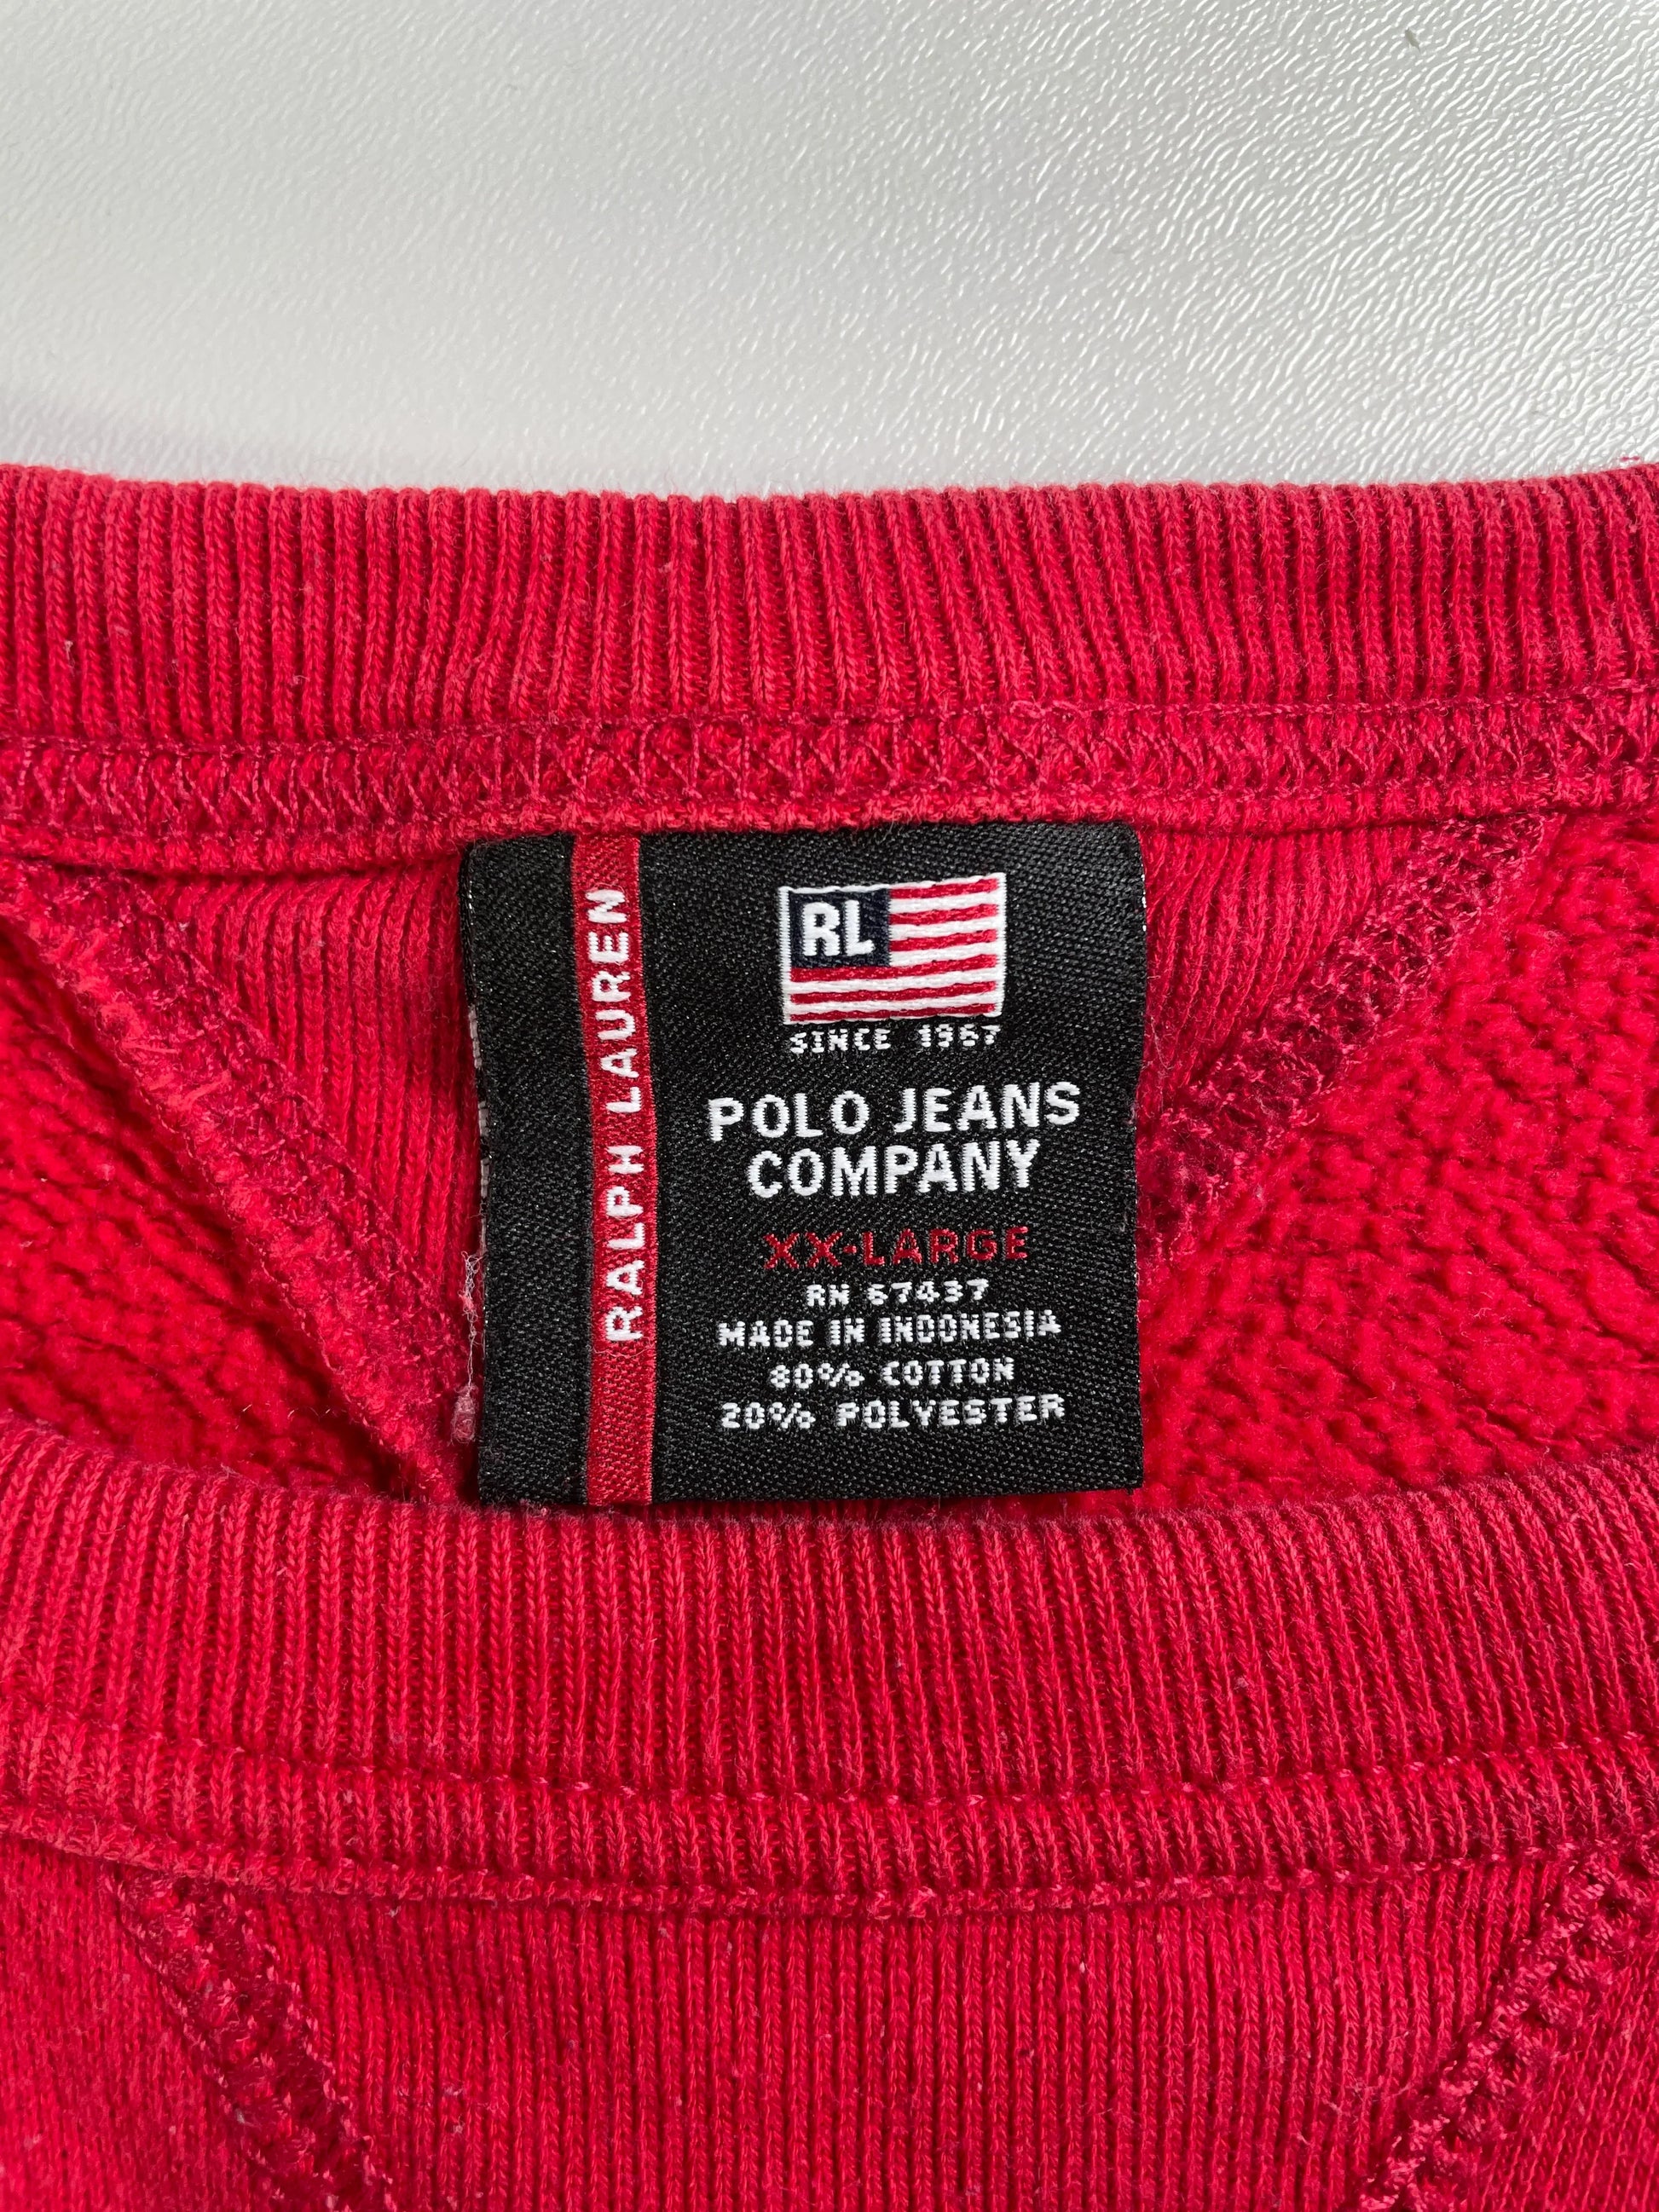 RALPH LAUREN
RL
SINCE 1967
POLO JEANS
COMPANY
XX-LARGE
RN 67437
MADE IN INDONESIA
80% COTTON
20% POLYESTER